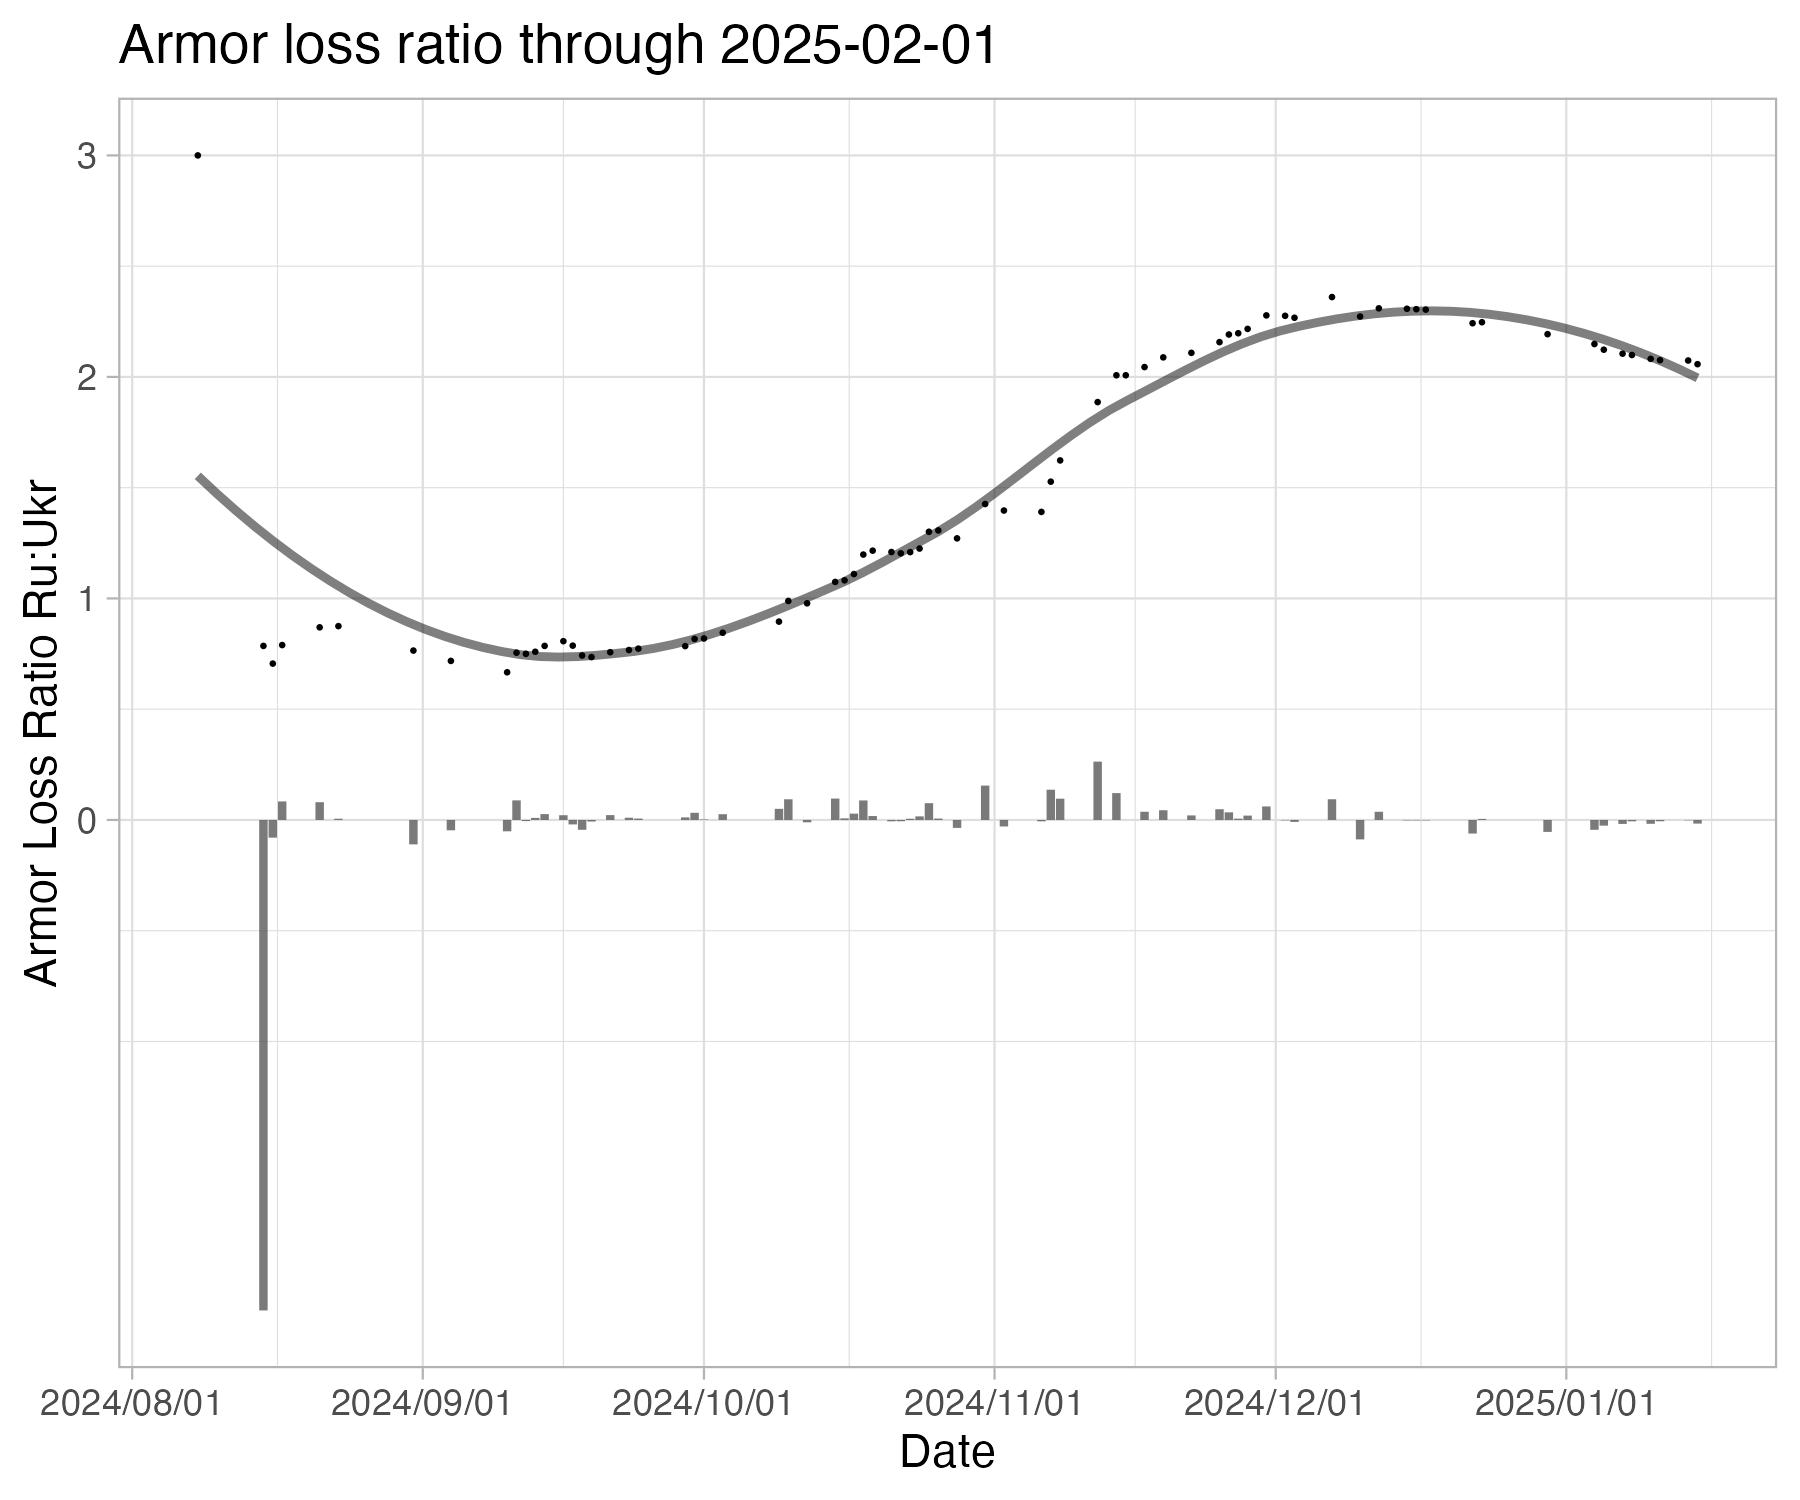 Armor loss ratio through 2025-02-01
Armor Loss Ratio Ru:Ukr
3
2
1
0
2024/08/01 2024/09/01 2024/10/01 2024/11/01 2024/12/01 2025/01/01
Date